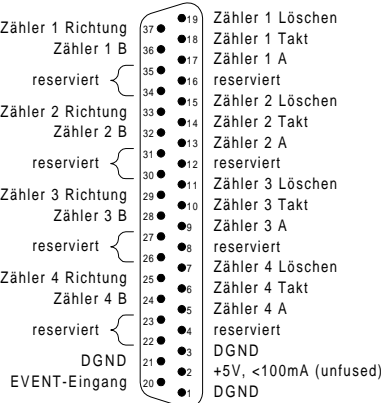 19 Zähler 1 Löschen
Zähler 1 Richtung 37
18 Zähler 1 Takt
Zähler 1 B 36
17 Zähler 1 A
35
reserviert
16 reserviert
34
15 Zähler 2 Löschen
Zähler 2 Richtung 33
14 Zähler 2 Takt
Zähler 2 B 32
13 Zähler 2 A
31
reserviert
12 reserviert
30
11 Zähler 3 Löschen
Zähler 3 Richtung 29
10 Zähler 3 Takt
Zähler 3 B 28
9 Zähler 3 A
27
reserviert
8 reserviert
26
7 Zähler 4 Löschen
Zähler 4 Richtung 25
6 Zähler 4 Takt
Zähler 4 B 24
5 Zähler 4 A
23
reserviert
4 reserviert
22
3 DGND
DGND 21
2 +5V, <100mA (unfused)
EVENT-Eingang 20
1 DGND